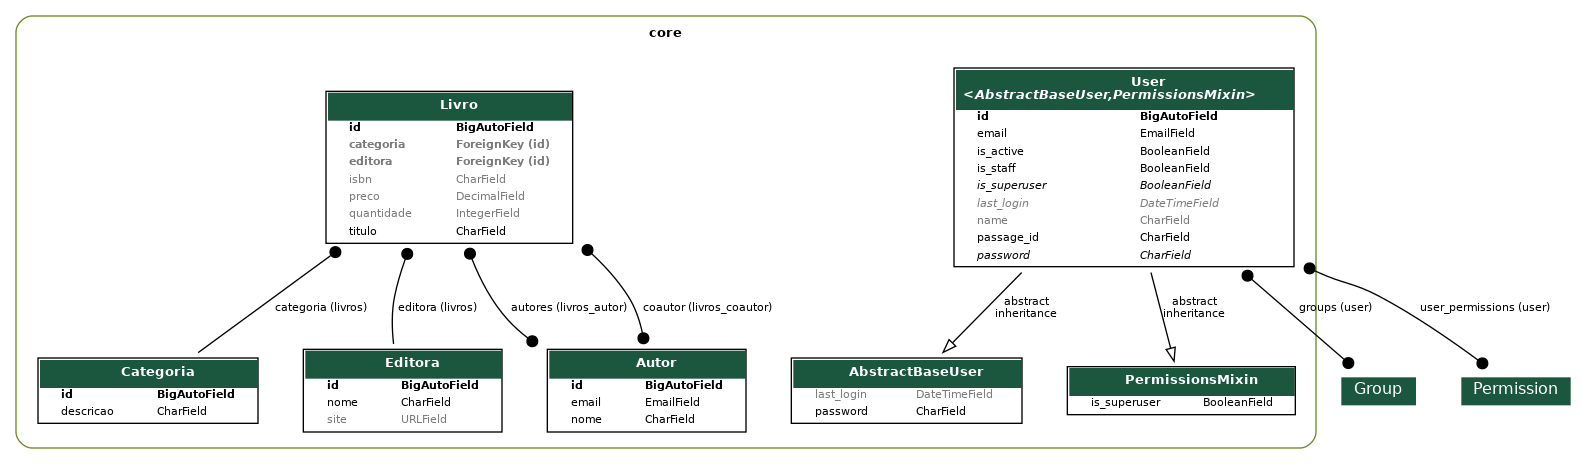 core
Livro
id BigAutoField
categoria ForeignKey (id)
editora ForeignKey (id)
isbn CharField
preco DecimalField
quantidade IntegerField
titulo CharField
User
<AbstractBaseUser,PermissionsMixin>
id BigAutoField
email EmailField
is_active BooleanField
is_staff BooleanField
is_superuser BooleanField
last_login DateTimeField
name CharField
passage_id CharField
password CharField
categoria (livros)
editora (livros)
autores (livros_autor)
coautor (livros_coautor)
abstract
inheritance
abstract
inheritance
groups (user)
user_permissions (user)
Categoria
id BigAutoField
descricao CharField
Editora
id BigAutoField
nome CharField
site URLField
Autor
id BigAutoField
email EmailField
nome CharField
AbstractBaseUser
last_login DateTimeField
password CharField
PermissionsMixin
is_superuser BooleanField
Group
Permission